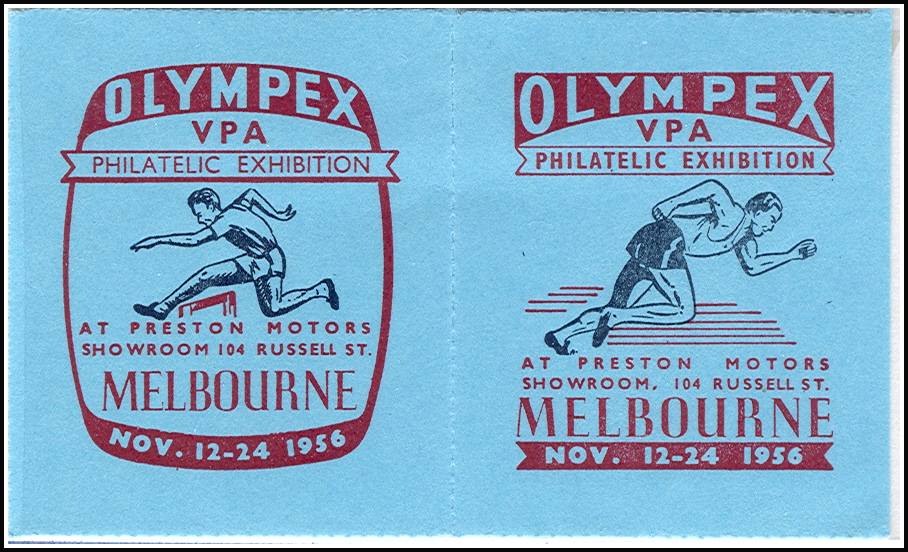 OLYMPEX
VPA
PHILATELIC EXHIBITION
AT PRESTON MOTORS
SHOWROOM 104 RUSSELL ST.
MELBOURNE
NOV. 12-24 1956
OLYMPEX
VPA
PHILATELIC EXHIBITION
AT PRESTON MOTORS
SHOWROOM, 104 RUSSELL ST.
MELBOURNE
NOV. 12-24 1956